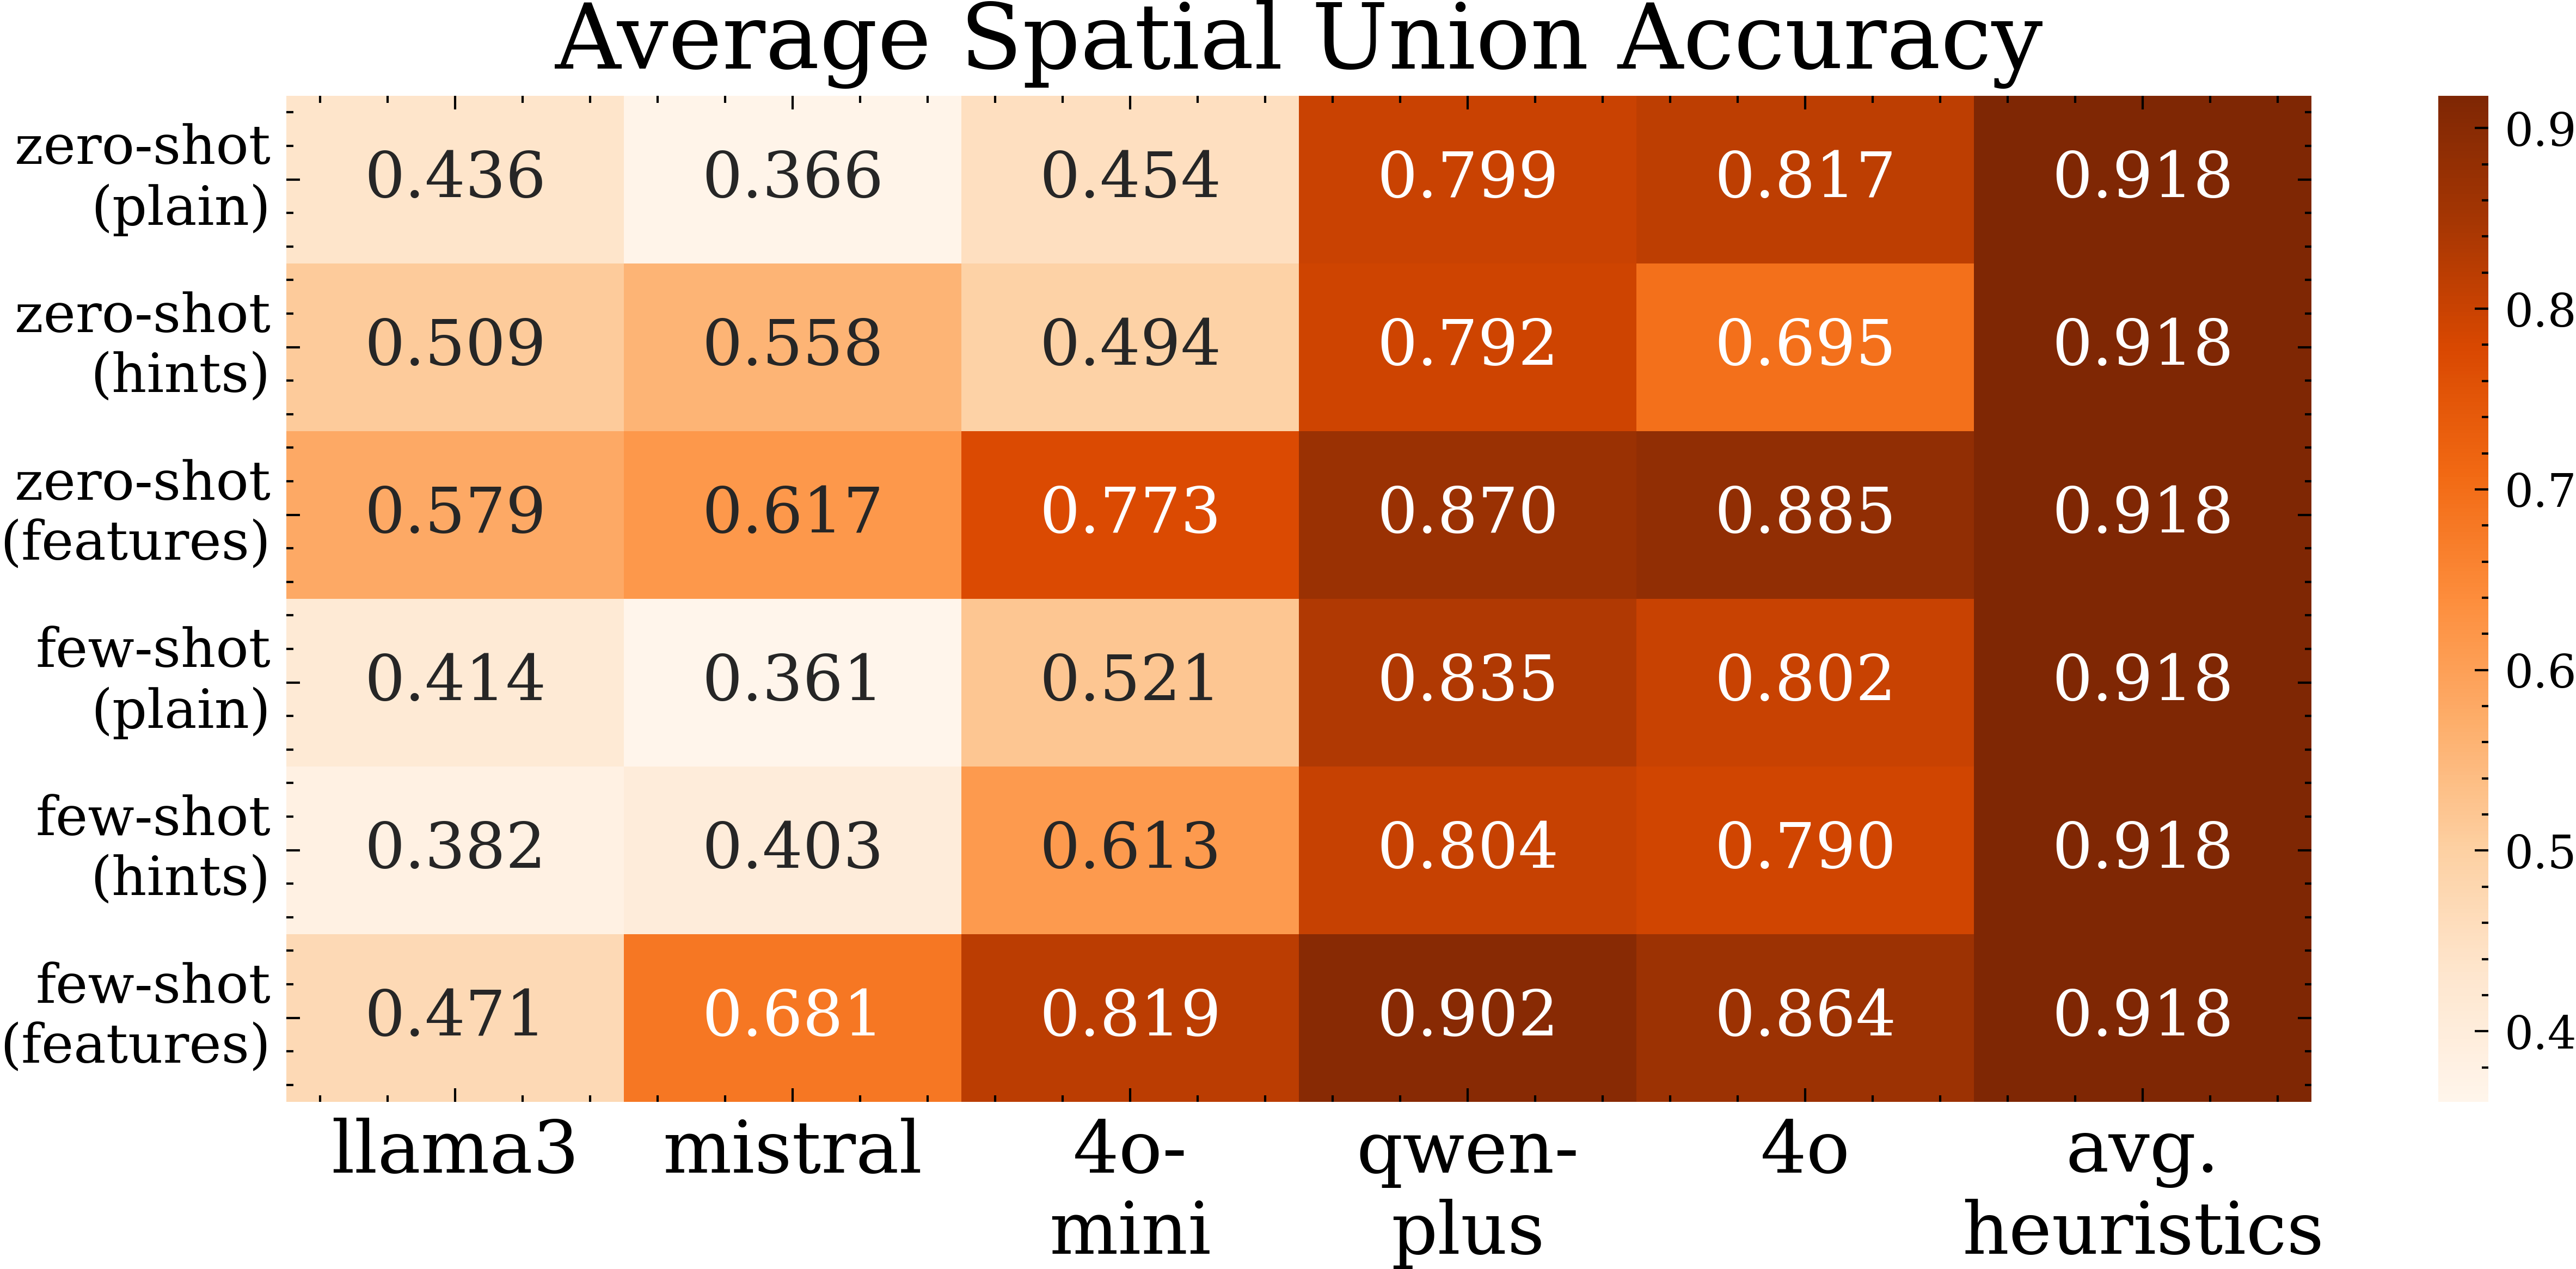 Average Spatial Union Accuracy
zero-shot
(plain)
0.436 0.366 0.454 0.799 0.817 0.918
zero-shot
(hints)
0.509 0.558 0.494 0.792 0.695 0.918
zero-shot
(features)
0.579 0.617 0.773 0.870 0.885 0.918
few-shot
(plain)
0.414 0.361 0.521 0.835 0.802 0.918
few-shot
(hints)
0.382 0.403 0.613 0.804 0.790 0.918
few-shot
(features)
0.471 0.681 0.819 0.902 0.864 0.918
llama3 mistral 4o- qwen- 4o avg.
mini plus heuristics
0.9
0.8
0.7
0.6
0.5
0.4